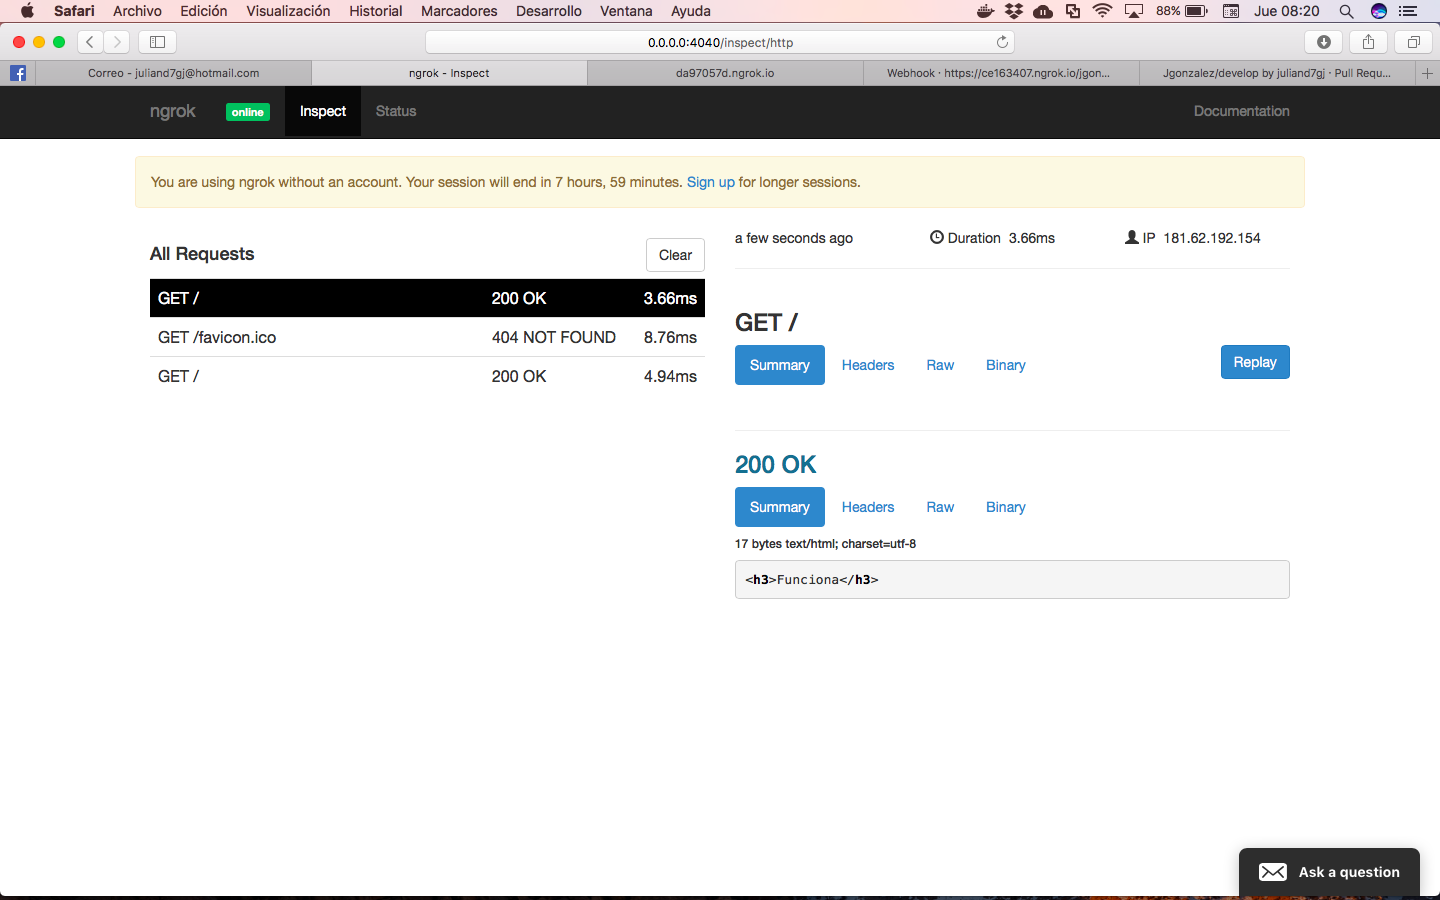 Safari Archivo Edición Visualización Historial Marcadores Desarrollo Ventana Ayuda 88% Jue 08:20
0.0.0.0:4040/inspect/http
Correo - juliand7gj@hotmail.com ngrok - Inspect da97057d.ngrok.io Webhook · https://ce163407.ngrok.io/jgon... Jgonzalez/develop by juliand7gj · Pull Requ...
ngrok online Inspect Status Documentation
You are using ngrok without an account. Your session will end in 7 hours, 59 minutes. Sign up for longer sessions.
All Requests Clear
GET / 200 OK 3.66ms
GET /favicon.ico 404 NOT FOUND 8.76ms
GET / 200 OK 4.94ms
a few seconds ago Duration 3.66ms IP 181.62.192.154
GET /
Summary Headers Raw Binary Replay
200 OK
Summary Headers Raw Binary
17 bytes text/html; charset=utf-8
<h3>Funciona</h3>
Ask a question